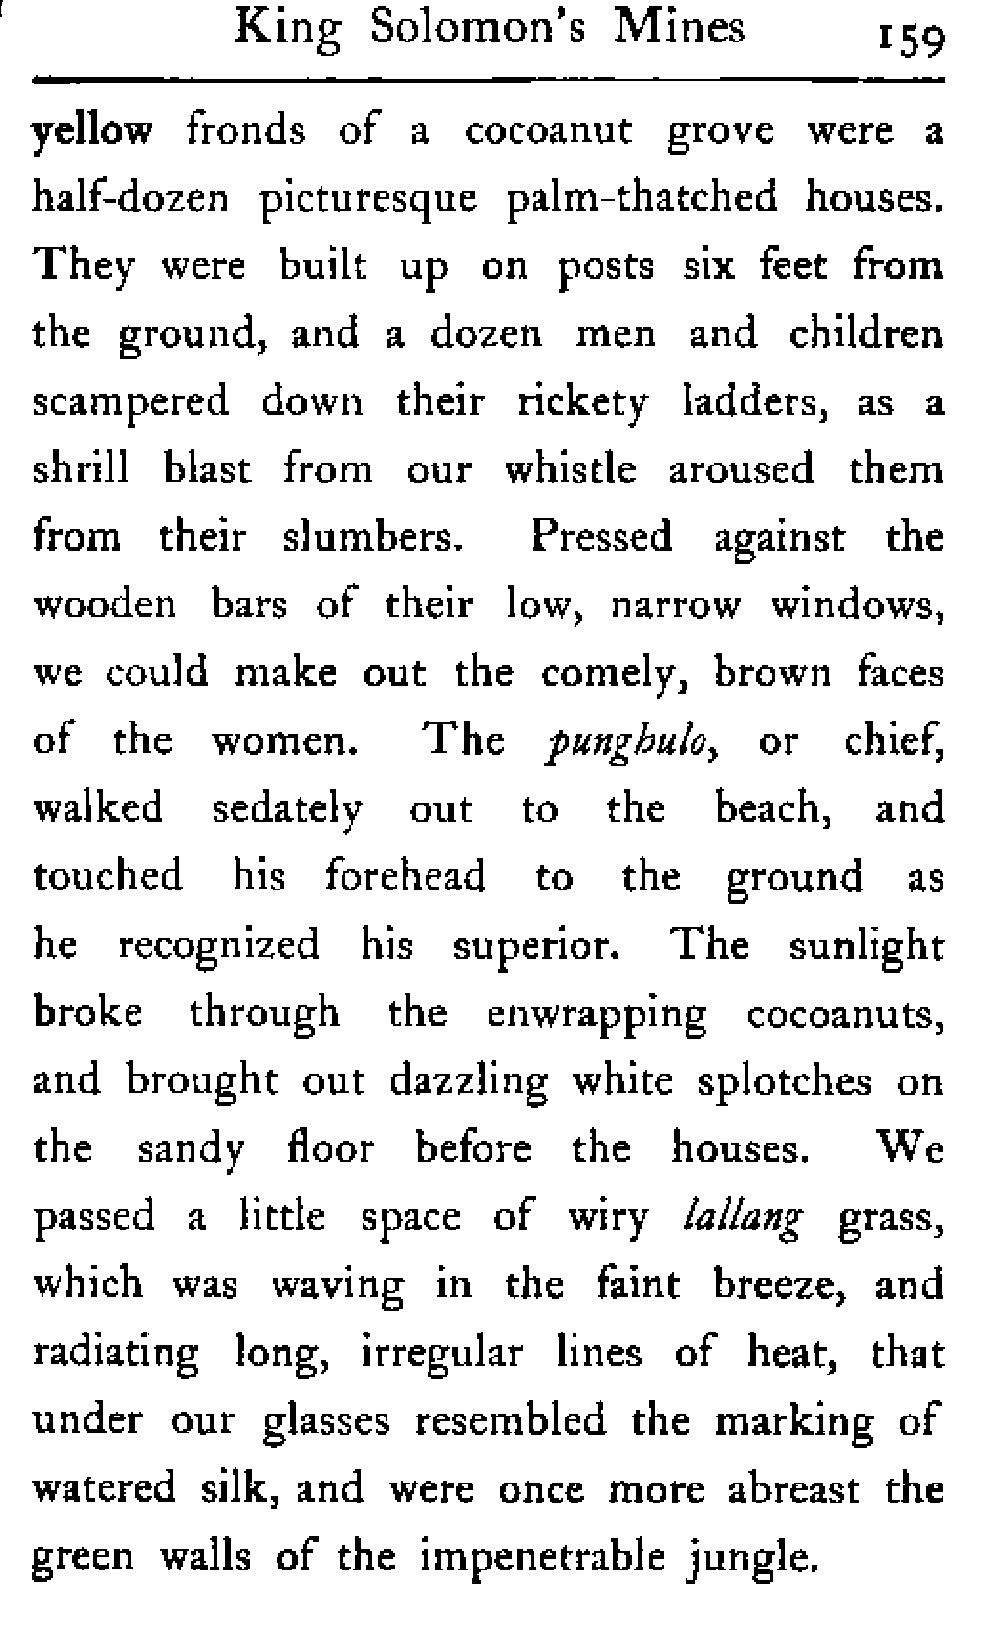 King Solomon's Mines 159
yellow fronds of a cocoanut grove were a
half-dozen picturesque palm-thatched houses.
They were built up on posts six feet from
the ground, and a dozen men and children
scampered down their rickety ladders, as a
shrill blast from our whistle aroused them
from their slumbers. Pressed against the
wooden bars of their low, narrow windows,
we could make out the comely, brown faces
of the women. The punghulo, or chief,
walked sedately out to the beach, and
touched his forehead to the ground as
he recognized his superior. The sunlight
broke through the enwrapping cocoanuts,
and brought out dazzling white splotches on
the sandy floor before the houses. We
passed a little space of wiry lallang grass,
which was waving in the faint breeze, and
radiating long, irregular lines of heat, that
under our glasses resembled the marking of
watered silk, and were once more abreast the
green walls of the impenetrable jungle.